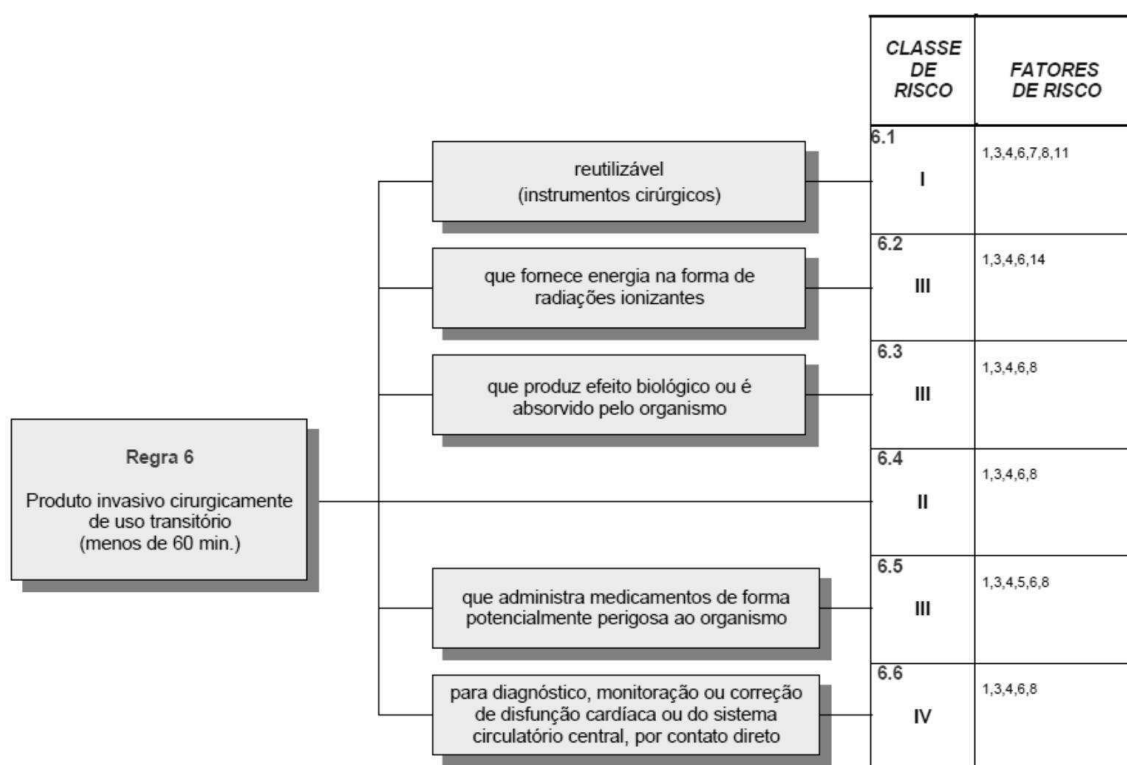 CLASSE
DE
RISCO
FATORES
DE RISCO
6.1
reutilizável
(instrumentos cirúrgicos)
I
1,3,4,6,7,8,11
6.2
que fornece energia na forma de
radiações ionizantes
III
1,3,4,6,14
6.3
que produz efeito biológico ou é
absorvido pelo organismo
III
1,3,4,6,8
Regra 6
Produto invasivo cirurgicamente
de uso transitório
(menos de 60 min.)
6.4
II
1,3,4,6,8
6.5
que administra medicamentos de forma
potencialmente perigosa ao organismo
III
1,3,4,5,6,8
6.6
para diagnóstico, monitoração ou correção
de disfunção cardíaca ou do sistema
circulatório central, por contato direto
IV
1,3,4,6,8